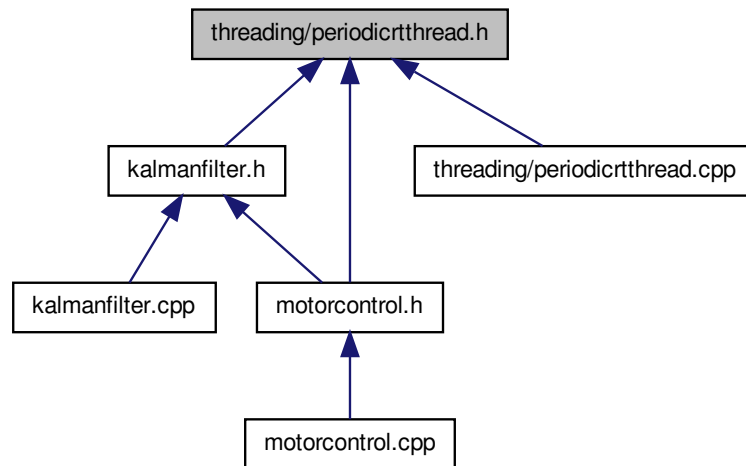 threading/periodicrtthread.h
kalmanfilter.h
threading/periodicrtthread.cpp
kalmanfilter.cpp
motorcontrol.h
motorcontrol.cpp